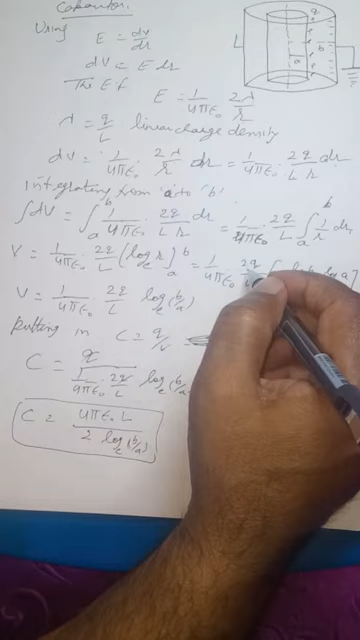 Capacitor.
Using
E = dv/dr
dV = E dr
The E.f
E = 1/4πε₀ 2λ/r
λ = q/L linear charge density
dV = 1/4πε₀ · 2λ/r dr = 1/4πε₀ · 2q/L r dr
Integrating from 'a' to 'b'
∫dV = ∫ₐᵇ 1/4πε₀ · 2q/L r dr = 1/4πε₀ · 2q/L ∫ₐᵇ 1/r dr
V = 1/4πε₀ · 2q/L (logₑ r)ₐᵇ = 1/4πε₀ 2q/L
V = 1/4πε₀ · 2q/L logₑ(b/a)
Putting in C = q/V =
C = q / 1/4πε₀ · 2q/L logₑ(b/a)
C = 4πε₀ L / 2 logₑ(b/a)
q
L
b
a